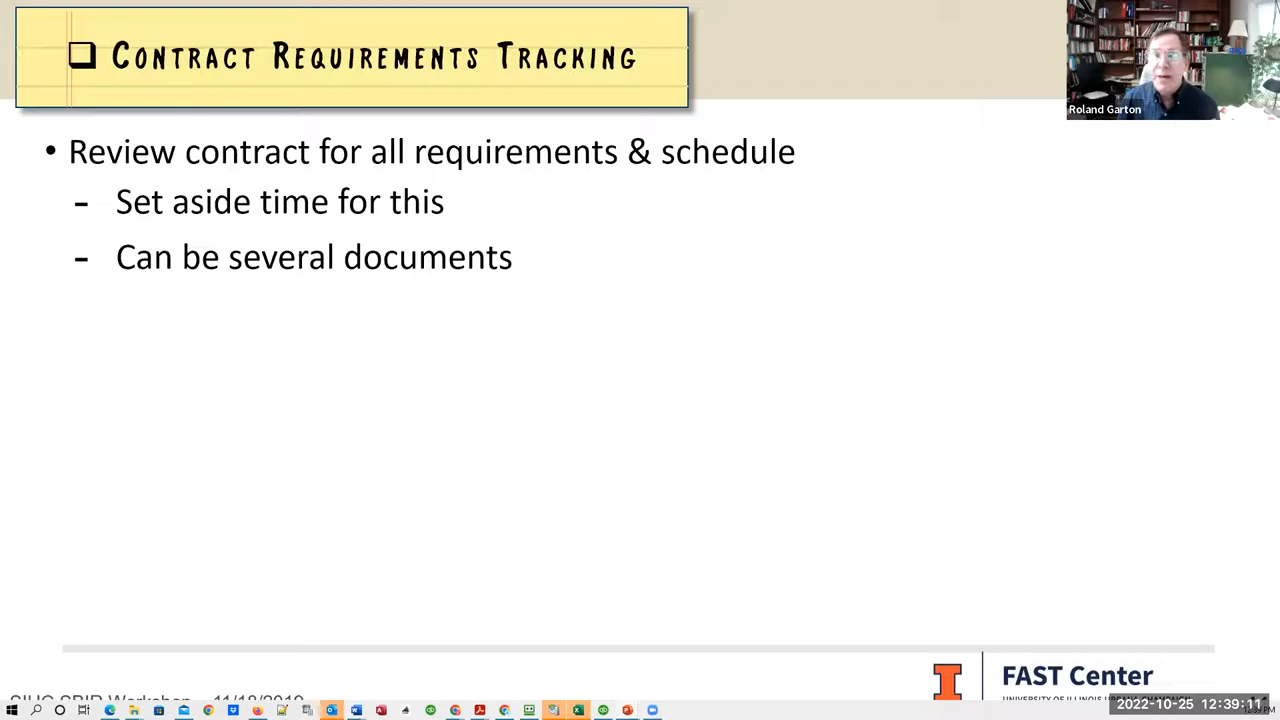 ❑ CONTRACT REQUIREMENTS TRACKING
Roland Garton
• Review contract for all requirements & schedule
- Set aside time for this
- Can be several documents
FAST Center
2022-10-25 12:39:11